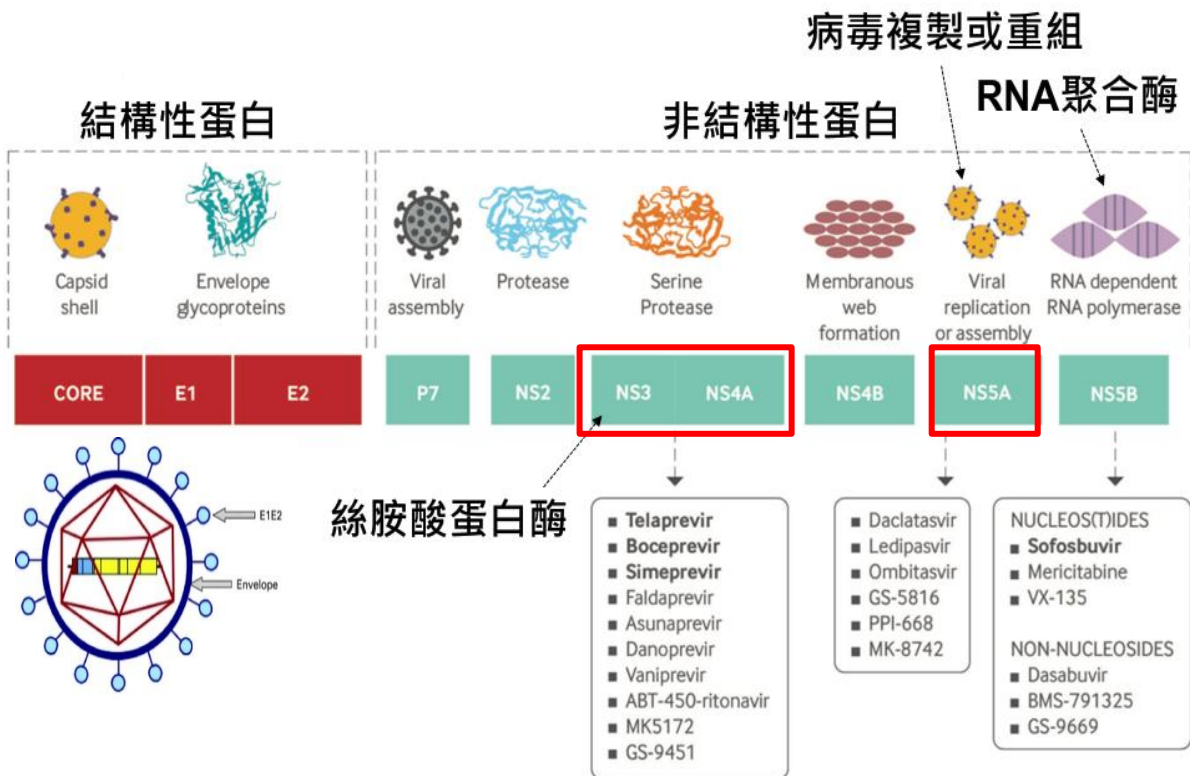 病毒複製或重組
RNA聚合酶
結構性蛋白
非結構性蛋白
Capsid
shell
Envelope
glycoproteins
Viral
assembly
Protease
Serine
Protease
Membranous
web
formation
Viral
replication
or assembly
RNA dependent
RNA polymerase
CORE
E1
E2
P7
NS2
NS3
NS4A
NS4B
NS5A
NS5B
E1E2
Envelope
絲胺酸蛋白酶
■ Telaprevir
■ Boceprevir
■ Simeprevir
■ Faldaprevir
■ Asunaprevir
■ Danoprevir
■ Vaniprevir
■ ABT-450-ritonavir
■ MK5172
■ GS-9451
■ Daclatasvir
■ Ledipasvir
■ Ombitasvir
■ GS-5816
■ PPI-668
■ MK-8742
NUCLEOS(T)IDES
■ Sofosbuvir
■ Mericitabine
■ VX-135
NON-NUCLEOSIDES
■ Dasabuvir
■ BMS-791325
■ GS-9669